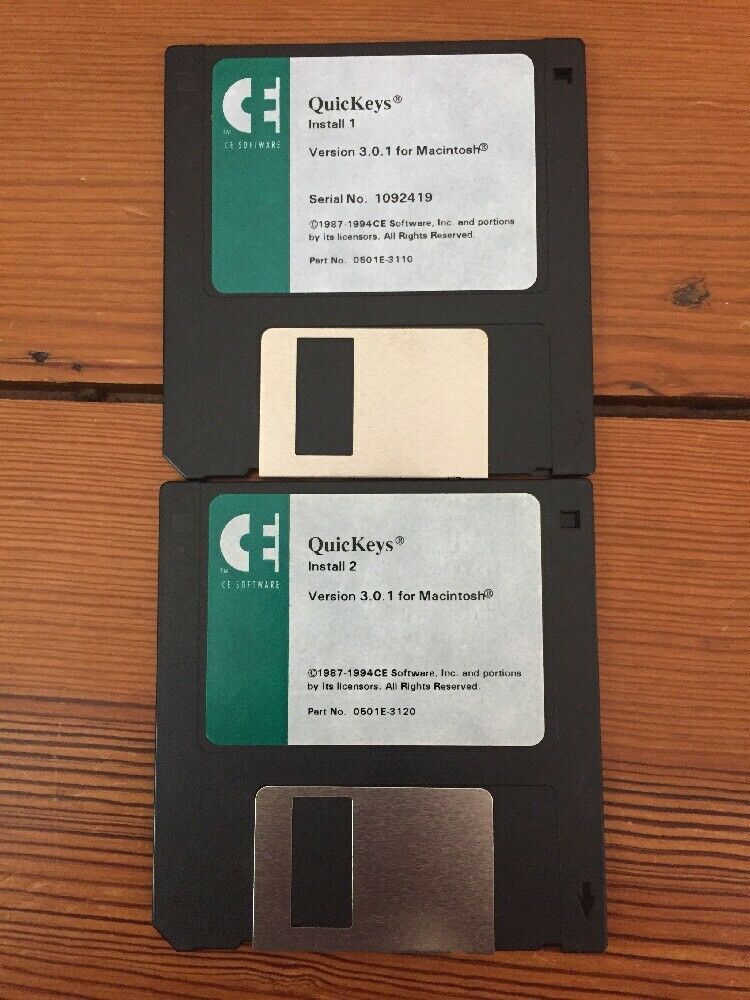 CE
™
CE SOFTWARE
QuicKeys®
Install 1
Version 3.0.1 for Macintosh®
Serial No. 1092419
©1987-1994CE Software, Inc. and portions
by its licensors. All Rights Reserved.
Part No. 0501E-3110
CE
™
CE SOFTWARE
QuicKeys®
Install 2
Version 3.0.1 for Macintosh®
©1987-1994CE Software, Inc. and portions
by its licensors. All Rights Reserved.
Part No. 0501E-3120